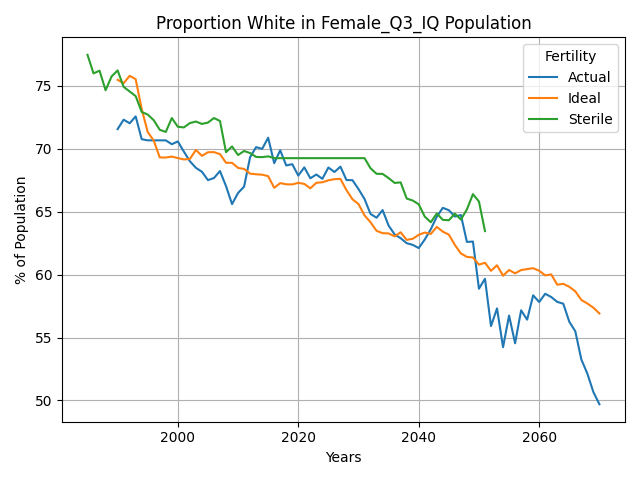 Proportion White in Female_Q3_IQ Population
Fertility
Actual
Ideal
Sterile
% of Population
75
70
65
60
55
50
2000
2020
2040
2060
Years